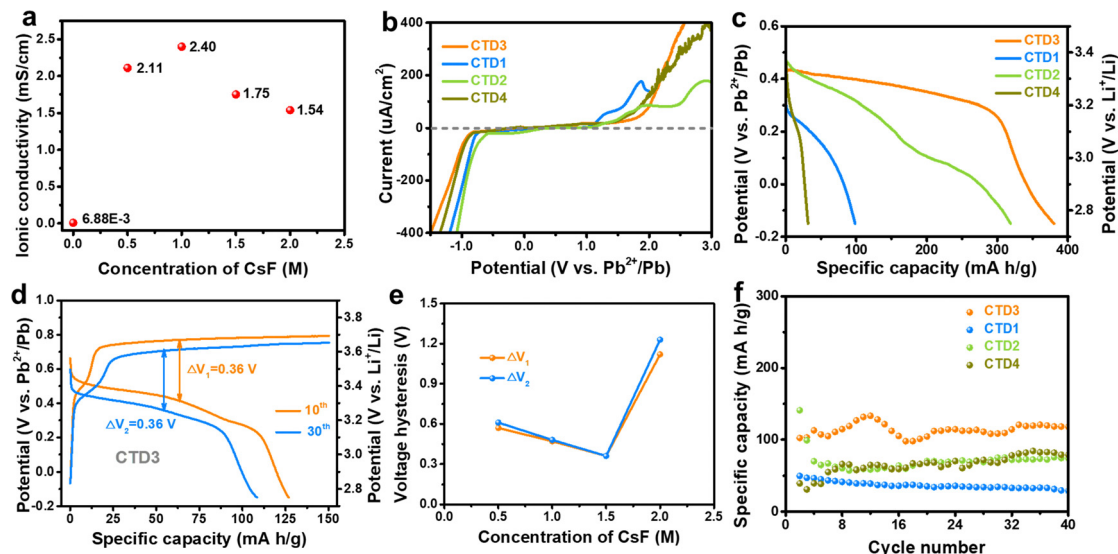 a
Ionic conductivity (mS/cm)
2.5
2.0
1.5
1.0
0.5
0.0
2.11
2.40
1.75
1.54
6.88E-3
0.0 0.5 1.0 1.5 2.0 2.5
Concentration of CsF (M)
b
Current (uA/cm²)
400
200
0
-200
-400
CTD3
CTD1
CTD2
CTD4
-1.0 0.0 1.0 2.0 3.0
Potential (V vs. Pb²⁺/Pb)
c
Potential (V vs. Pb²⁺/Pb)
0.6
0.4
0.2
0.0
-0.2
CTD3
CTD1
CTD2
CTD4
3.4
3.2
3.0
2.8
Potential (V vs. Li⁺/Li)
0 100 200 300 400
Specific capacity (mA h/g)
d
Potential (V vs. Pb²⁺/Pb)
1.0
0.8
0.6
0.4
0.2
0.0
-0.2
ΔV₁=0.36 V
ΔV₂=0.36 V
10th
30th
CTD3
3.8
3.6
3.4
3.2
3.0
2.8
Potential (V vs. Li⁺/Li)
0 25 50 75 100 125 150
Specific capacity (mA h/g)
e
Voltage hysteresis (V)
1.5
1.2
0.9
0.6
0.3
0.0
ΔV₁
ΔV₂
0.0 0.5 1.0 1.5 2.0 2.5
Concentration of CsF (M)
f
Specific capacity (mA h/g)
300
200
100
0
CTD3
CTD1
CTD2
CTD4
0 8 16 24 32 40
Cycle number